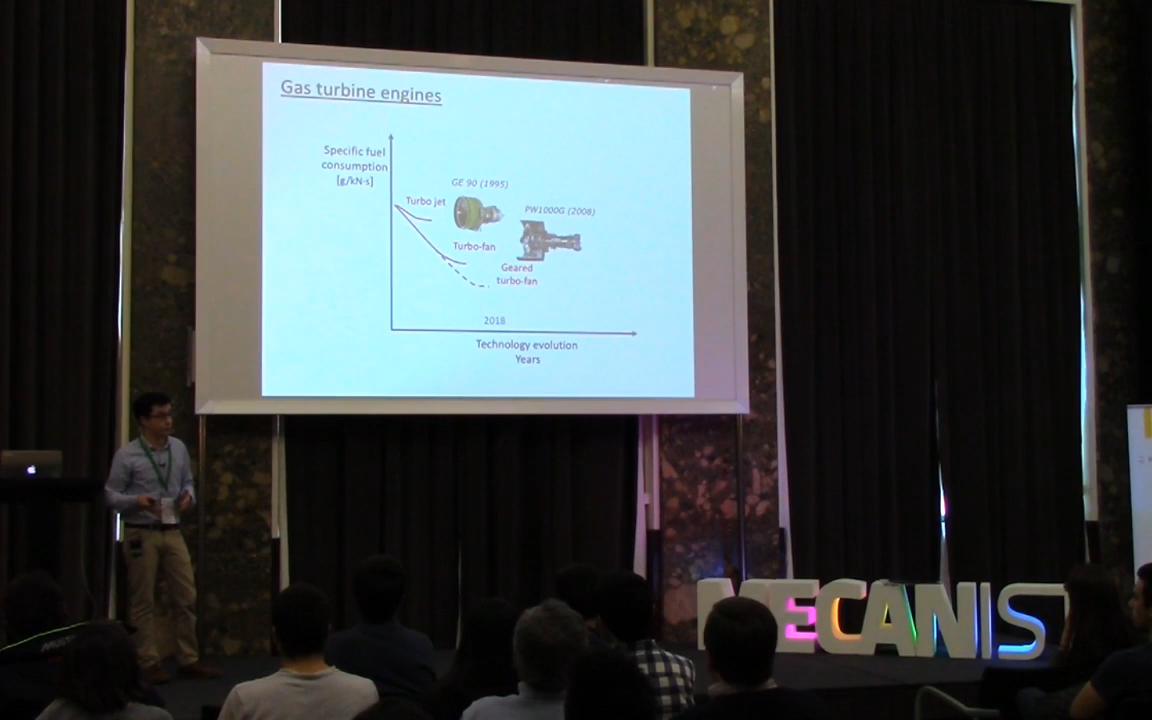 Gas turbine engines
Specific fuel
consumption
[g/kN·s]
GE 90 (1995)
Turbo jet
PW1000G (2008)
Turbo-fan
Geared
turbo-fan
2018
Technology evolution
Years
MECANIST